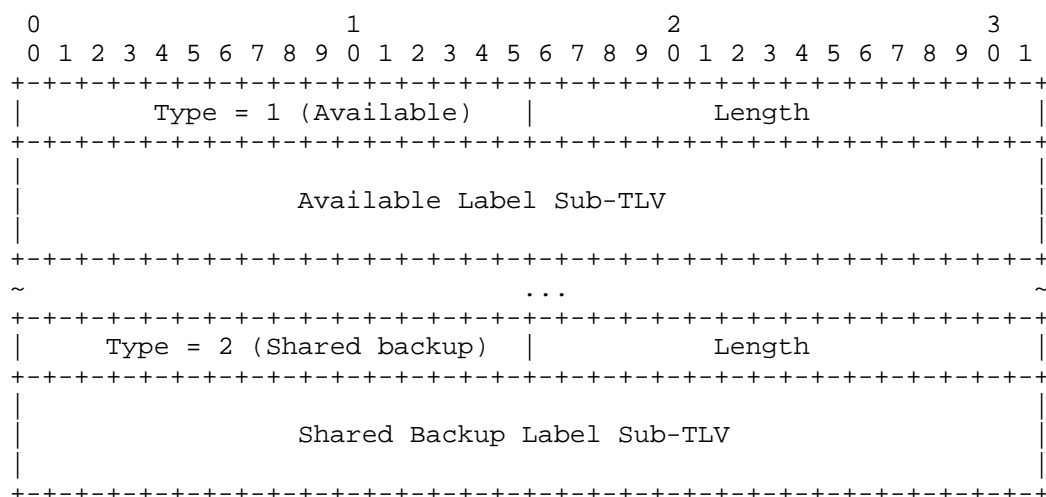 0                   1                   2                   3
 0 1 2 3 4 5 6 7 8 9 0 1 2 3 4 5 6 7 8 9 0 1 2 3 4 5 6 7 8 9 0 1
+-+-+-+-+-+-+-+-+-+-+-+-+-+-+-+-+-+-+-+-+-+-+-+-+-+-+-+-+-+-+-+-+
|        Type = 1 (Available)   |           Length              |
+-+-+-+-+-+-+-+-+-+-+-+-+-+-+-+-+-+-+-+-+-+-+-+-+-+-+-+-+-+-+-+-+
|                                                               |
|                 Available Label Sub-TLV                       |
|                                                               |
+-+-+-+-+-+-+-+-+-+-+-+-+-+-+-+-+-+-+-+-+-+-+-+-+-+-+-+-+-+-+-+-+
~                               ...                             ~
+-+-+-+-+-+-+-+-+-+-+-+-+-+-+-+-+-+-+-+-+-+-+-+-+-+-+-+-+-+-+-+-+
|     Type = 2 (Shared backup)  |           Length              |
+-+-+-+-+-+-+-+-+-+-+-+-+-+-+-+-+-+-+-+-+-+-+-+-+-+-+-+-+-+-+-+-+
|                                                               |
|                 Shared Backup Label Sub-TLV                   |
|                                                               |
+-+-+-+-+-+-+-+-+-+-+-+-+-+-+-+-+-+-+-+-+-+-+-+-+-+-+-+-+-+-+-+-+